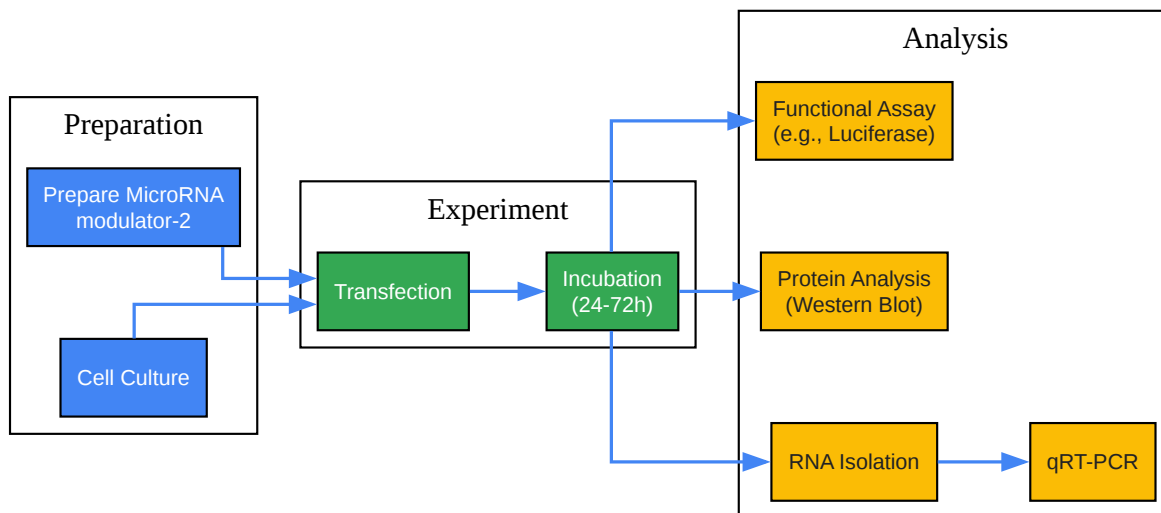 Preparation
Prepare MicroRNA
modulator-2
Cell Culture
Experiment
Transfection
Incubation
(24-72h)
Analysis
Functional Assay
(e.g., Luciferase)
Protein Analysis
(Western Blot)
RNA Isolation
qRT-PCR